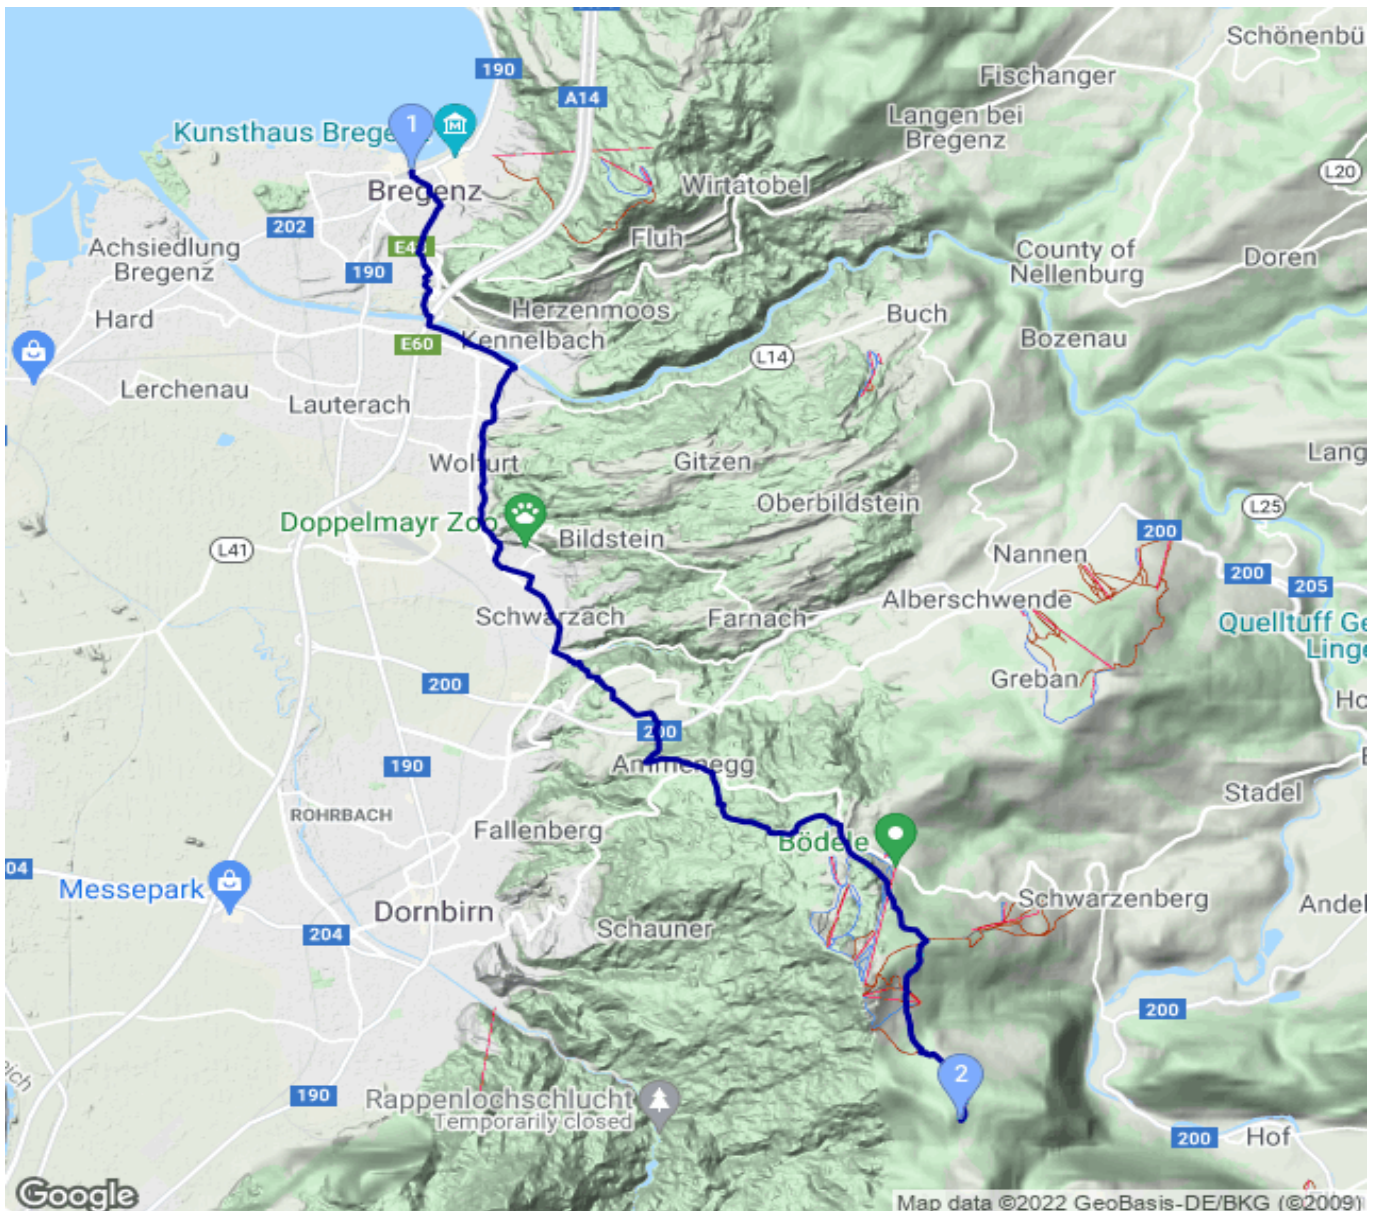 Schönenbü
190
Fischanger
A14
Langen bei
Bregenz
1
Kunsthaus Brege
Bregenz
Wirtatobel
L20
202
Fluh
Achsiedlung
Bregenz
E4
County of
Nellenburg
Doren
190
Herzenmoos
Hard
Buch
E60
Kennelbach
Bozenau
L14
Lerchenau
Lauterach
Wolfurt
Gitzen
Lang
Oberbildstein
L25
Doppelmayr Zoo
Bildstein
200
L41
Nannen
200
205
Schwarzach
Farnach
Alberschwende
Quelltuff Ge
Linge
200
Greban
Ho
200
190
Ammenegg
Stadel
ROHRBACH
Fallenberg
Bödele
04
Messepark
Schwarzenberg
Dornbirn
Andel
204
Schauner
200
2
190
Rappenlochschlucht
Temporarily closed
200
Hof
Google
Map data ©2022 GeoBasis-DE/BKG (©2009)